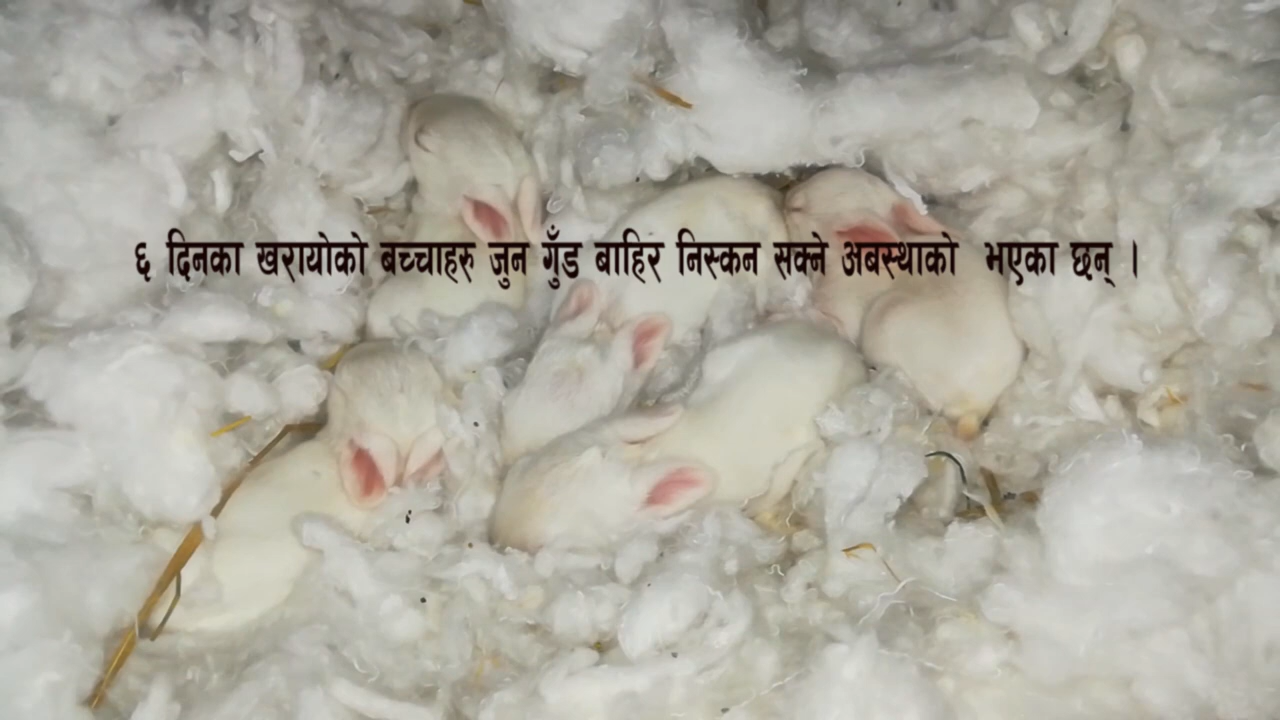 ६ दिनका खरायोको बच्चाहरु जुन गुँड बाहिर निस्कन सक्ने अबस्थाको भएका छन् ।